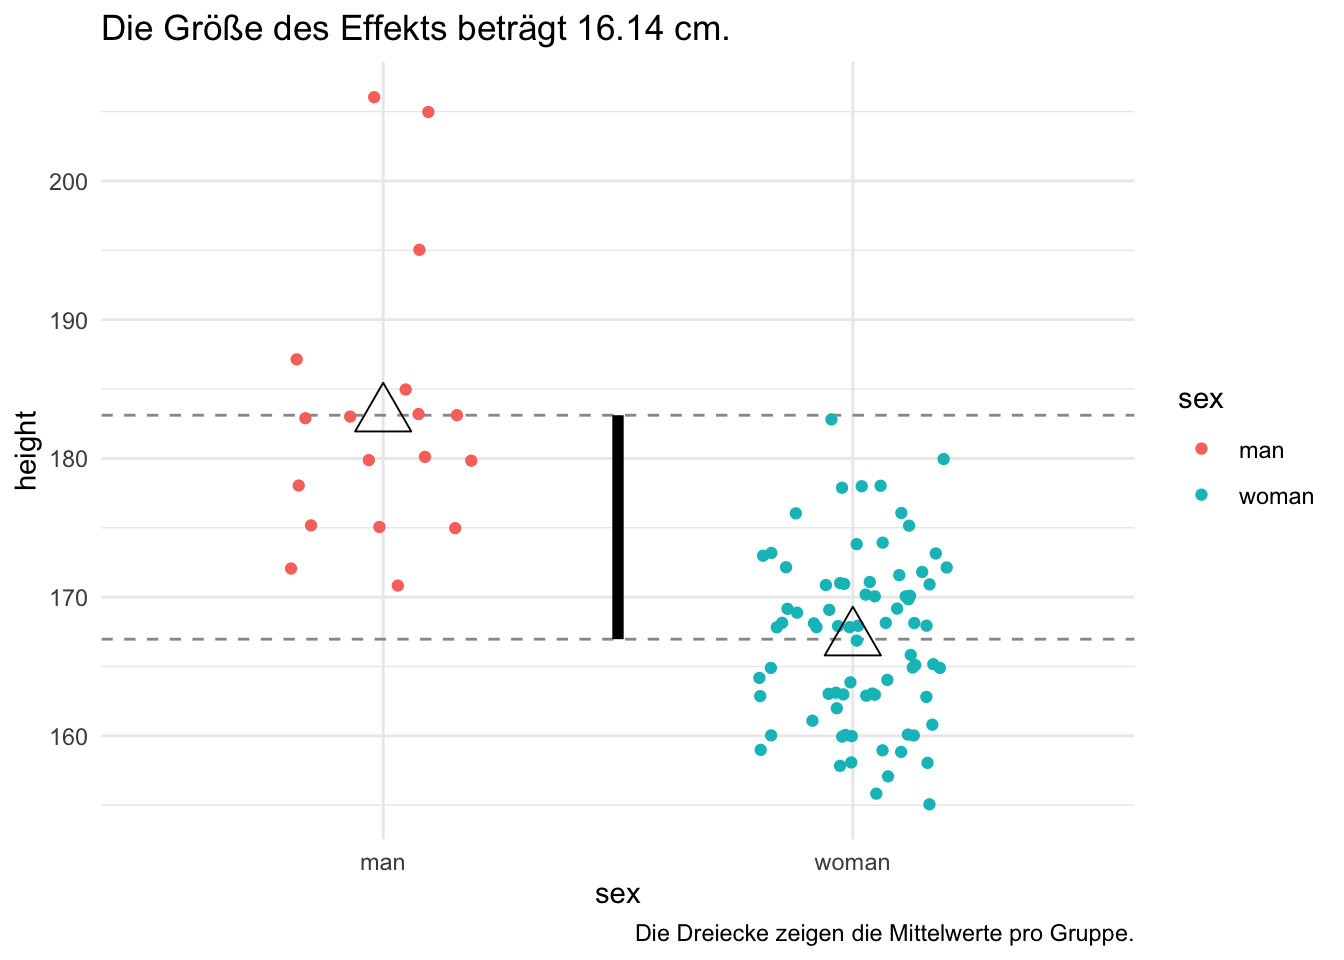 Die Größe des Effekts beträgt 16.14 cm.
height
200
190
180
170
160
man
woman
sex
sex
man
woman
Die Dreiecke zeigen die Mittelwerte pro Gruppe.